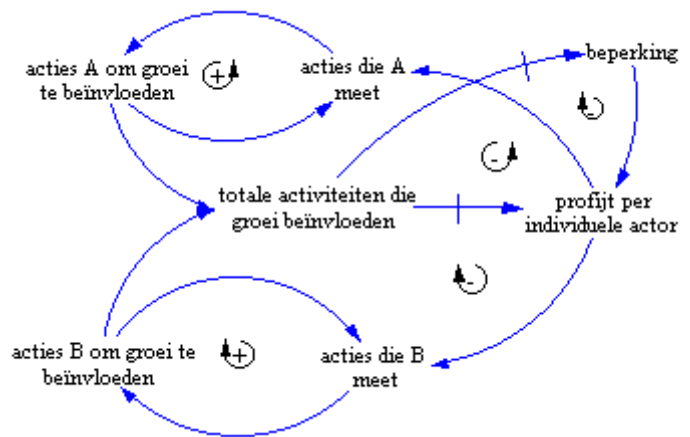 acties A om groei
te beïnvloeden
+
acties die A
meet
beperking
-
-
totale activiteiten die
groei beïnvloeden
profijt per
individuele actor
-
acties B om groei te
beïnvloeden
+
acties die B
meet